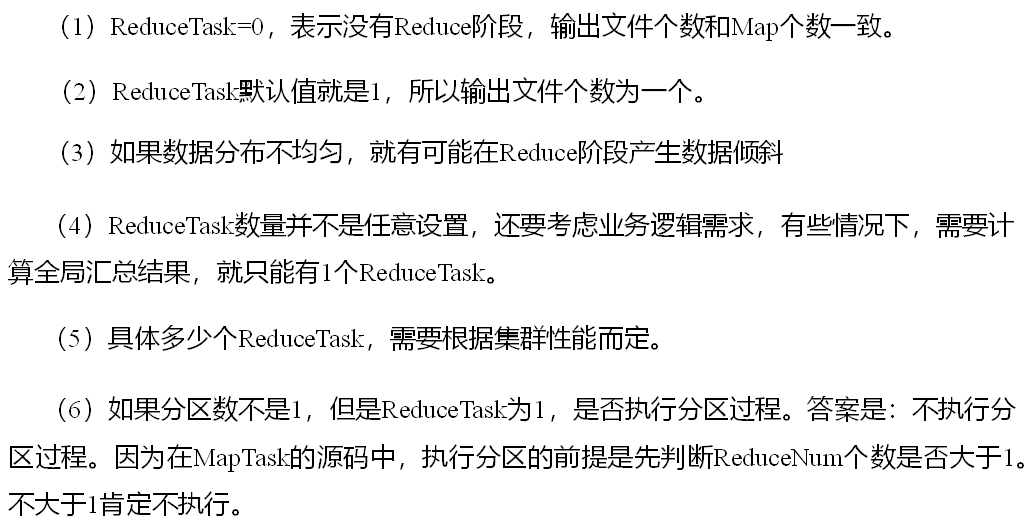 （1）ReduceTask=0，表示没有Reduce阶段，输出文件个数和Map个数一致。
（2）ReduceTask默认值就是1，所以输出文件个数为一个。
（3）如果数据分布不均匀，就有可能在Reduce阶段产生数据倾斜
（4）ReduceTask数量并不是任意设置，还要考虑业务逻辑需求，有些情况下，需要计
算全局汇总结果，就只能有1个ReduceTask。
（5）具体多少个ReduceTask，需要根据集群性能而定。
（6）如果分区数不是1，但是ReduceTask为1，是否执行分区过程。答案是：不执行分
区过程。因为在MapTask的源码中，执行分区的前提是先判断ReduceNum个数是否大于1。
不大于1肯定不执行。